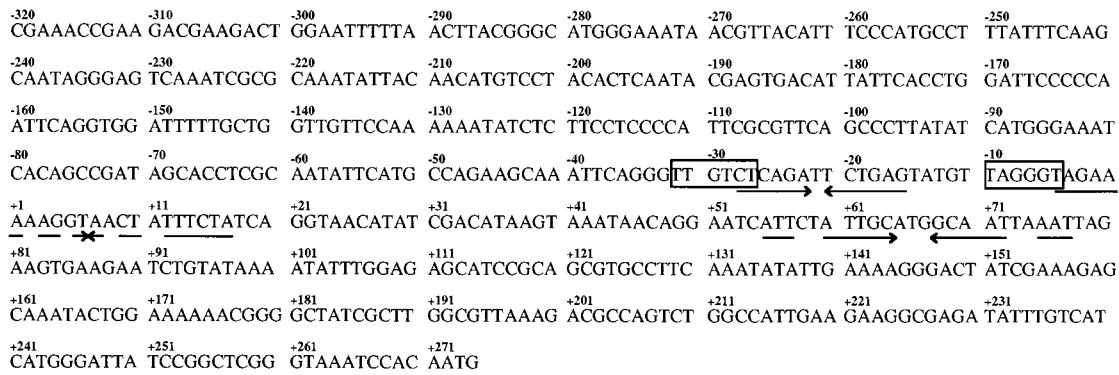 -320 -310 -300 -290 -280 -270 -260 -250
CGAAACCGAA GACGAAGACT GGAATTTTTA ACTTACGGGC ATGGGAAATA ACGTTACATT TCCCATGCCT TTATTTCAAG
-240 -230 -220 -210 -200 -190 -180 -170
CAATAGGGAG TCAAATCGCG CAAATATTAC AACATGTCCT ACACTCAATA CGAGTGACAT TATTCACCTG GATTCCCCCA
-160 -150 -140 -130 -120 -110 -100 -90
ATTCAGGTGG ATTTTTGCTG GTTGTTCCAA AAAATATCTC TTCCTCCCCA TTCGCGTTCA GCCCTTATAT CATGGGAAAT
-80 -70 -60 -50 -40 -30 -20 -10
CACAGCCGAT AGCACCTCGC AATATTCATG CCAGAAGCAA ATTCAGGGTT GTCTCAGATT CTGAGTATGT TAGGGTAGAA
+1 +11 +21 +31 +41 +51 +61 +71
AAAGGTAACT ATTTCTATCA GGTAACATAT CGACATAAGT AAATAACAGG AATCATTCTA TTGCATGGCA ATTAAATTAG
+81 +91 +101 +111 +121 +131 +141 +151
AAGTGAAGAA TCTGTATAAA ATATTTGGAG AGCATCCGCA GCGTGCCTTC AAATATATTG AAAAGGGACT ATCGAAAGAG
+161 +171 +181 +191 +201 +211 +221 +231
CAAATACTGG AAAAAACGGG GCTATCGCTT GGCGTTAAAG ACGCCAGTCT GGCCATTGAA GAAGGCGAGA TATTTGTCAT
+241 +251 +261 +271
CATGGGATTA TCCGGCTCGG GTAAATCCAC AATG